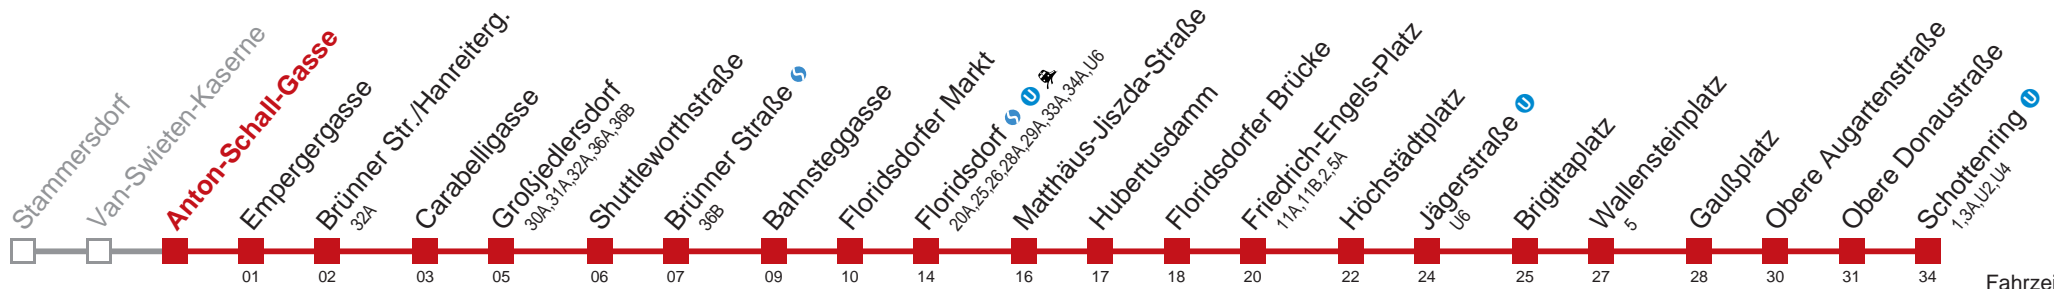 Stammersdorf
Van-Swieten-Kaserne
Anton-Schall-Gasse
Empergergasse
01
Brünner Str./Hanreiterg.
32A
02
Carabelligasse
03
Großjedlersdorf
30A,31A,32A,36A,36B
05
Shuttleworthstraße
06
Brünner Straße
36B
07
Bahnsteggasse
09
Floridsdorfer Markt
10
Floridsdorf U
20A,25,26,28A,29A,33A,34A,U6
14
Matthäus-Jiszda-Straße
16
Hubertusdamm
17
Floridsdorfer Brücke
18
Friedrich-Engels-Platz
11A,11B,2,5A
20
Höchstädtplatz
22
Jägerstraße U
U6
24
Brigittaplatz
25
Wallensteinplatz
5
27
Gaußplatz
28
Obere Augartenstraße
30
Obere Donaustraße
31
Schottenring U
1,3A,U2,U4
34